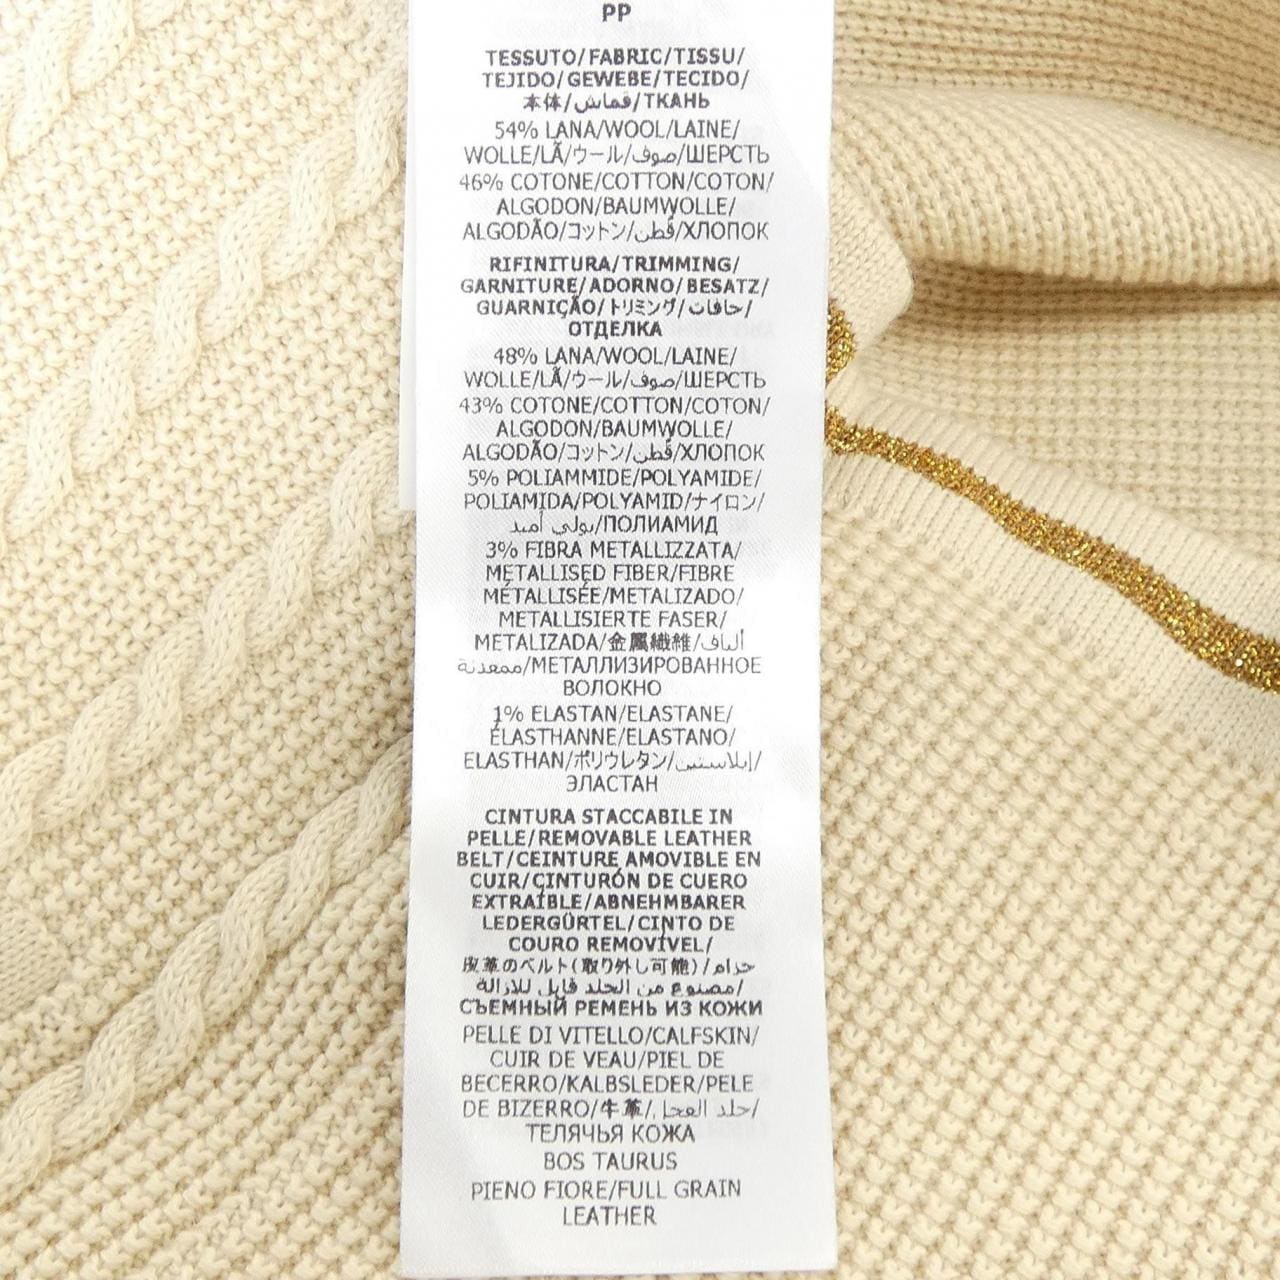 PP
TESSUTO/FABRIC/TISSU/
TEJIDO/GEWEBE/TECIDO/
本体/قماش/ТКАНЬ
54% LANA/WOOL/LAINE/
WOLLE/LÃ/ウール/صوف/ШЕРСТЬ
46% COTONE/COTTON/COTON/
ALGODON/BAUMWOLLE/
ALGODÃO/コットン/قطن/ХЛОПОК
RIFINITURA/TRIMMING/
GARNITURE/ADORNO/BESATZ/
GUARNIÇÃO/トリミング/حافات/
ОТДЕЛКА
48% LANA/WOOL/LAINE/
WOLLE/LÃ/ウール/صوف/ШЕРСТЬ
43% COTONE/COTTON/COTON/
ALGODON/BAUMWOLLE/
ALGODÃO/コットン/قطن/ХЛОПОК
5% POLIAMMIDE/POLYAMIDE/
POLIAMIDA/POLYAMID/ナイロン/
بولي أميد/ПОЛИАМИД
3% FIBRA METALLIZZATA/
METALLISED FIBER/FIBRE
MÉTALLISÉE/METALIZADO/
METALLISIERTE FASER/
METALIZADA/金属繊維/ألياف
ممعدنة/МЕТАЛЛИЗИРОВАННОЕ
ВОЛОКНО
1% ELASTAN/ELASTANE/
ÉLASTHANNE/ELASTANO/
ELASTHAN/ポリウレタン/إيلاستين/
ЭЛАСТАН
CINTURA STACCABILE IN
PELLE/REMOVABLE LEATHER
BELT/CEINTURE AMOVIBLE EN
CUIR/CINTURÓN DE CUERO
EXTRAÍBLE/ABNEHMBARER
LEDERGÜRTEL/CINTO DE
COURO REMOVÍVEL/
皮革のベルト(取り外し可能)/حزام
مصنوع من الجلد قابل للازالة/
СЪЕМНЫЙ РЕМЕНЬ ИЗ КОЖИ
PELLE DI VITELLO/CALFSKIN/
CUIR DE VEAU/PIEL DE
BECERRO/KALBSLEDER/PELE
DE BIZERRO/牛革/جلد العجل/
ТЕЛЯЧЬЯ КОЖА
BOS TAURUS
PIENO FIORE/FULL GRAIN
LEATHER